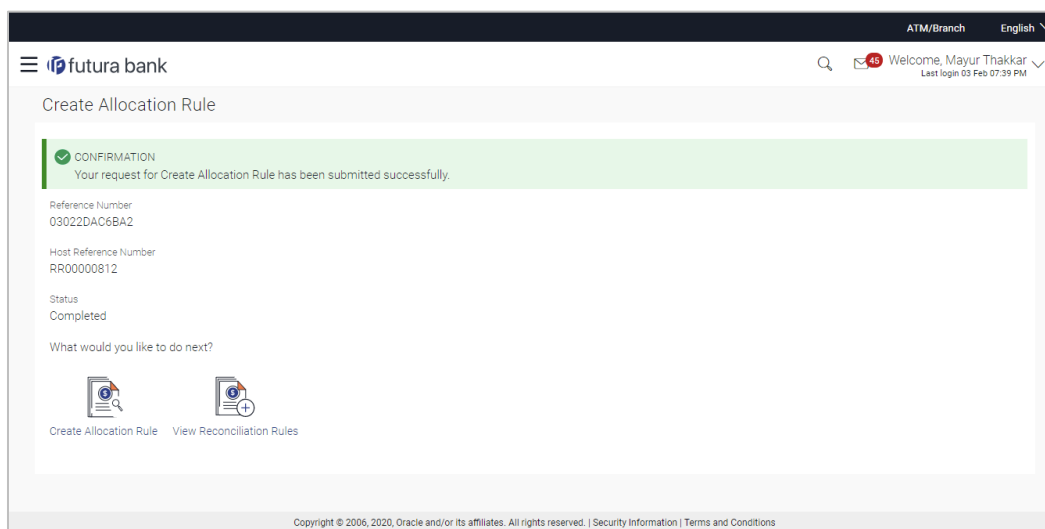 ATM/Branch English
futura bank
45 Welcome, Mayur Thakkar
Last login 03 Feb 07:39 PM
Create Allocation Rule
CONFIRMATION
Your request for Create Allocation Rule has been submitted successfully.
Reference Number
03022DAC6BA2
Host Reference Number
RR00000812
Status
Completed
What would you like to do next?
Create Allocation Rule View Reconciliation Rules
Copyright © 2006, 2020, Oracle and/or its affiliates. All rights reserved. | Security Information | Terms and Conditions